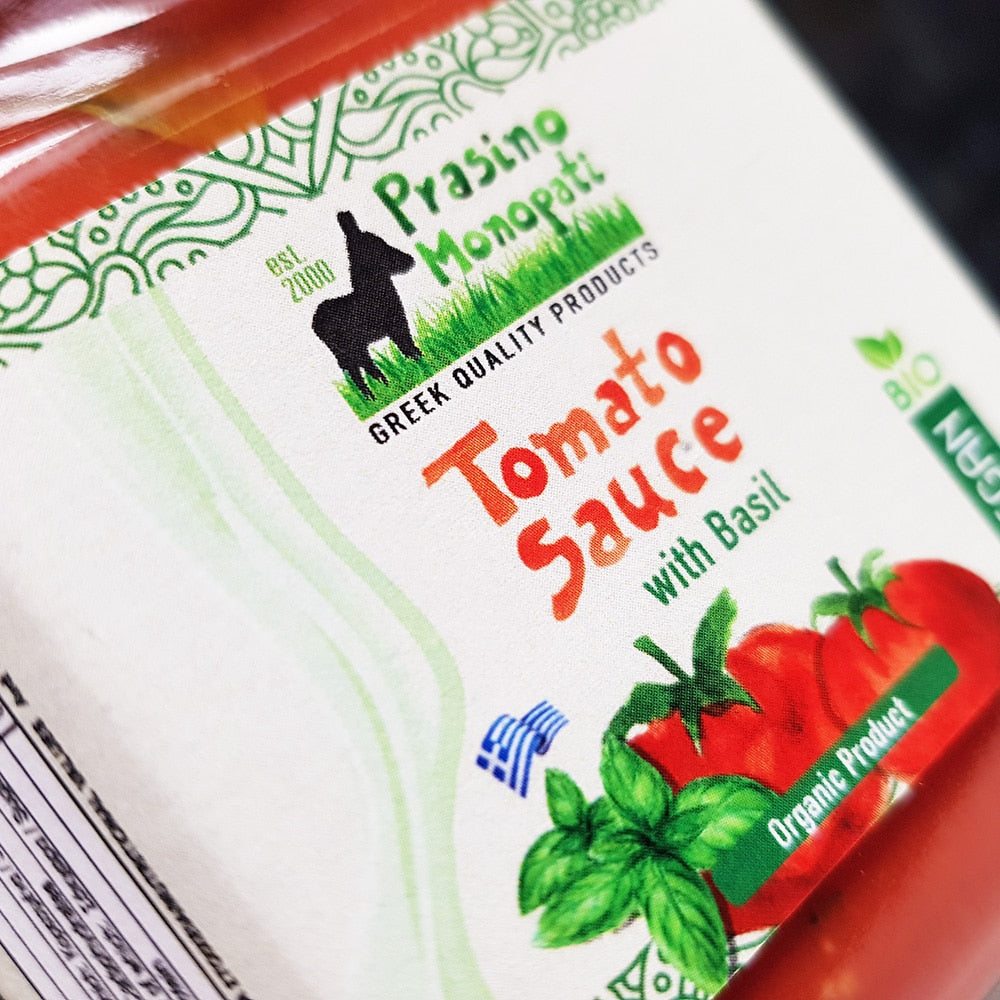 est.
2000
Prasino
Monopati
GREEK QUALITY PRODUCTS
Tomato
Sauce
with Basil
BIO
Organic Product